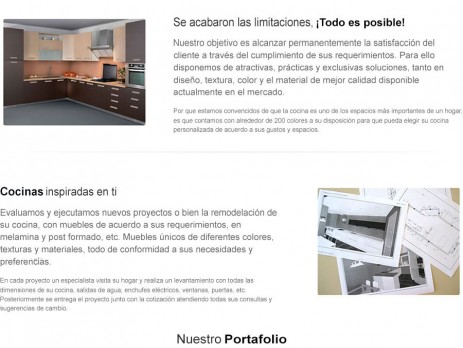 Se acabaron las limitaciones, ¡Todo es posible!
Nuestro objetivo es alcanzar permanentemente la satisfacción del
cliente a través del cumplimiento de sus requerimientos. Para ello
disponemos de atractivas, prácticas y exclusivas soluciones, tanto en
diseño, textura, color y el material de mejor calidad disponible
actualmente en el mercado.
Por que estamos convencidos de que la cocina es uno de los espacios más importantes de un hogar,
es que contamos con alrededor de 200 colores a su disposición para que pueda elegir su cocina
personalizada de acuerdo a sus gustos y espacios.
Cocinas inspiradas en ti
Evaluamos y ejecutamos nuevos proyectos o bien la remodelación de
su cocina, con muebles de acuerdo a sus requerimientos, en
melamina y post formado, etc. Muebles únicos de diferentes colores,
texturas y materiales, todo de conformidad a sus necesidades y
preferencias.
En cada proyecto un especialista visita su hogar y realiza un levantamiento con todas las
dimensiones de su cocina, salidas de agua, enchufes eléctricos, ventanas, puertas, etc.
Posteriormente se entrega el proyecto junto con la cotización atendiendo todas sus consultas y
sugerencias de cambio.
Nuestro Portafolio